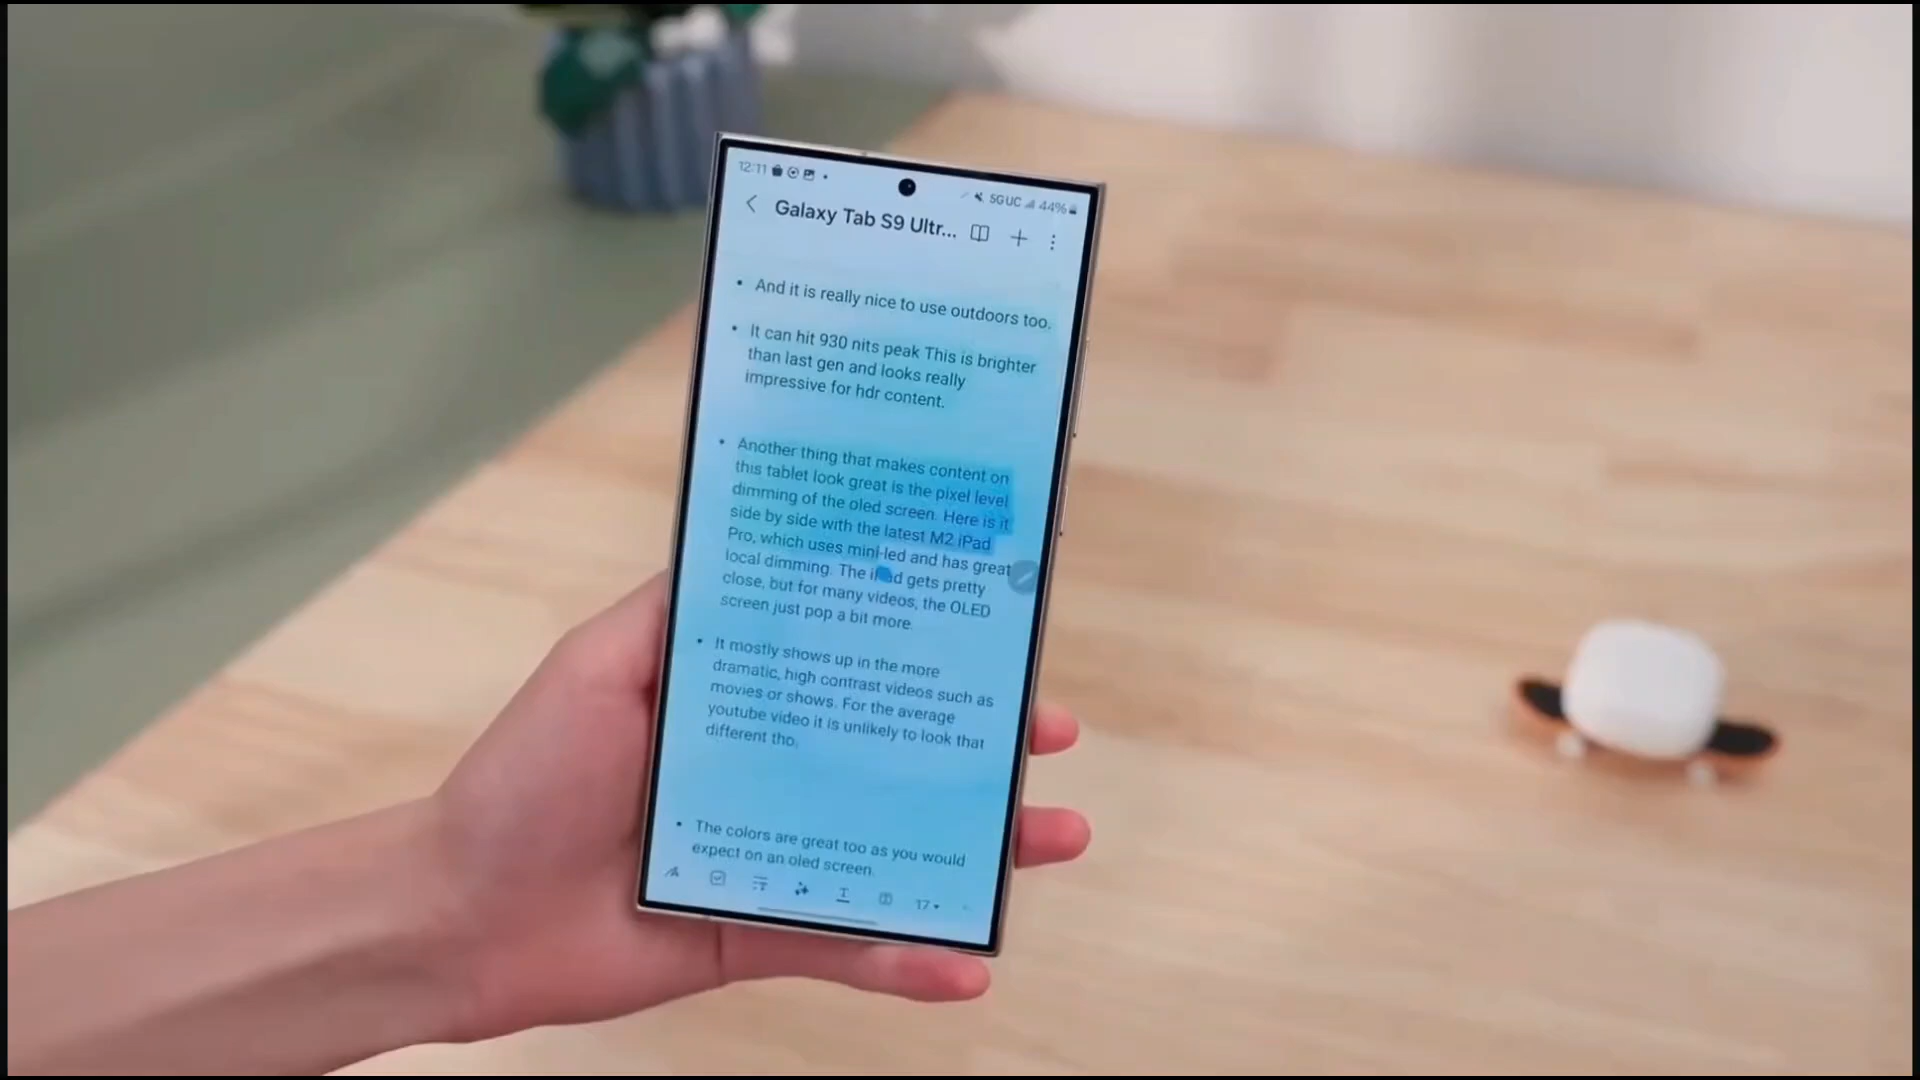 12:11
5G UC 44%
Galaxy Tab S9 Ultr...
• And it is really nice to use outdoors too.
• It can hit 930 nits peak This is brighter
than last gen and looks really
impressive for hdr content.
• Another thing that makes content on
this tablet look great is the pixel level
dimming of the oled screen. Here is it
side by side with the latest M2 iPad
Pro, which uses mini-led and has great
local dimming. The gets pretty
close, but for many videos, the OLED
screen just pop a bit more.
• It mostly shows up in the more
dramatic, high contrast videos such as
movies or shows. For the average
youtube video it is unlikely to look that
different tho.
• The colors are great too as you would
expect on an oled screen.
17